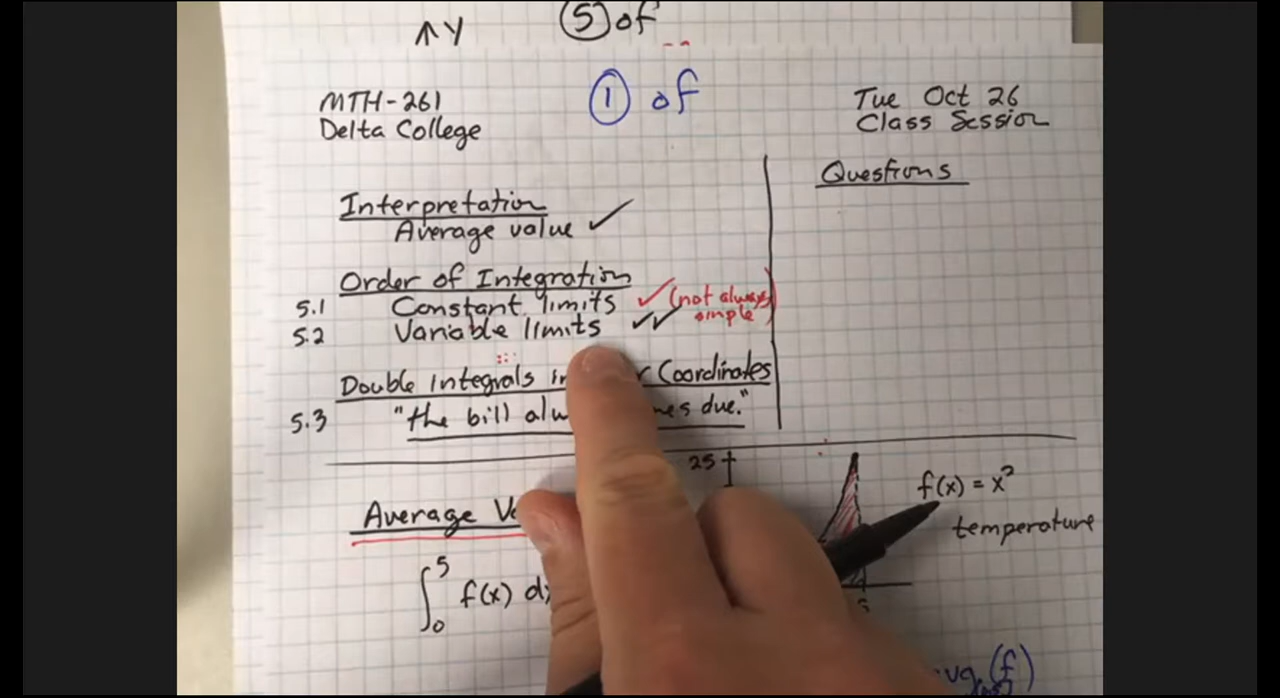 ↑Y
⑤ of
MTH-261
Delta College
① of
Tue Oct 26
Class Session
Questions
Interpretation
Average value ✓
Order of Integration
5.1 Constant limits ✓ (not always simple)
5.2 Variable limits ✓✓
Double Integrals Coordinates
5.3 "the bill due."
Average
25
f(x) = x²
temperature
∫₀⁵ f(x)
5
(f)